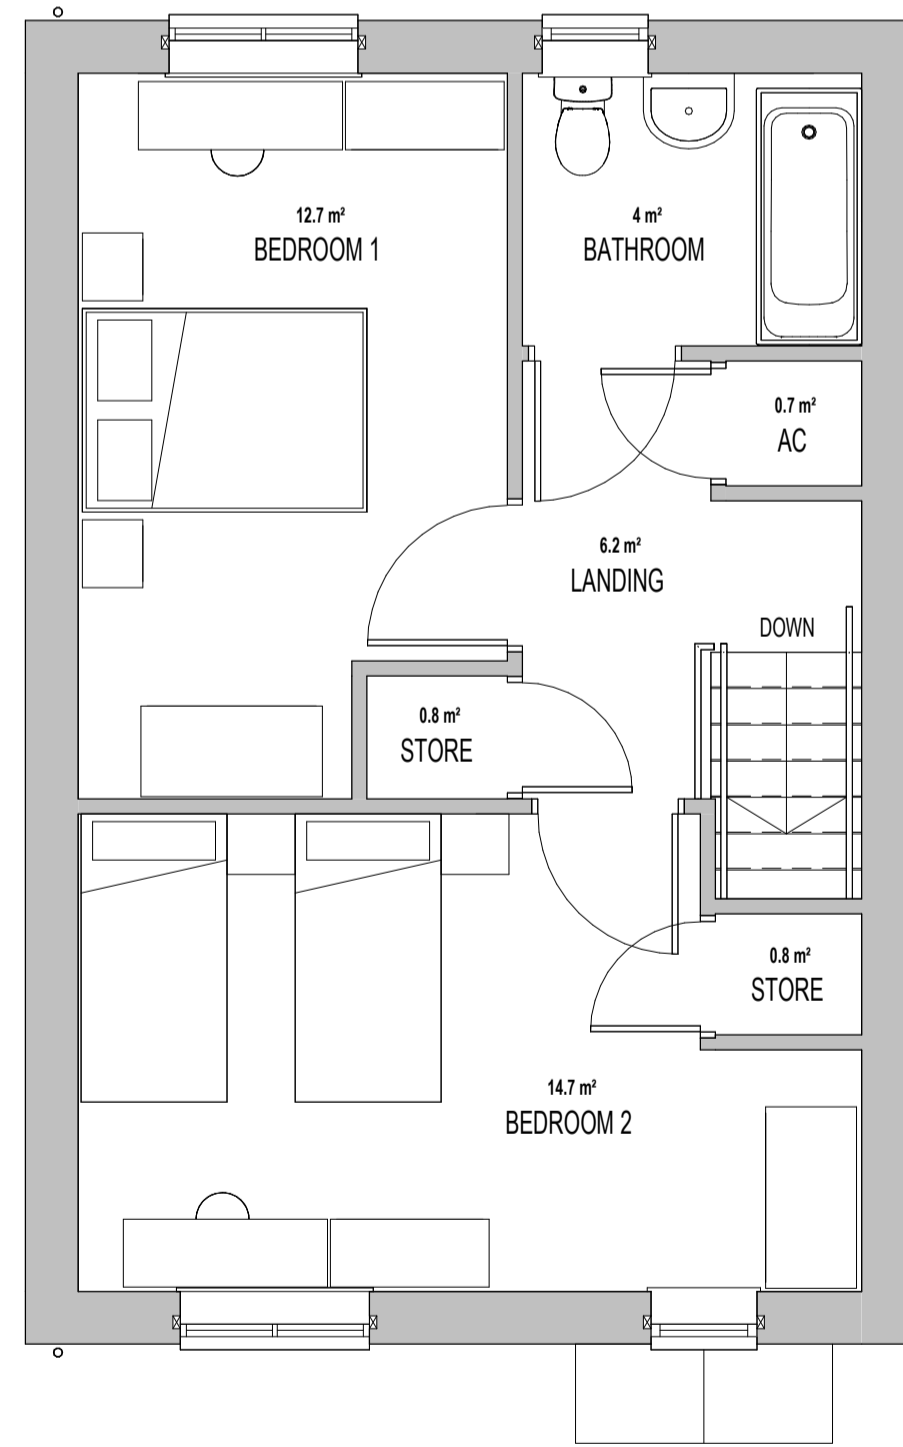 12.7 m²
BEDROOM 1
4 m²
BATHROOM
0.7 m²
AC
6.2 m²
LANDING
DOWN
0.8 m²
STORE
0.8 m²
STORE
14.7 m²
BEDROOM 2